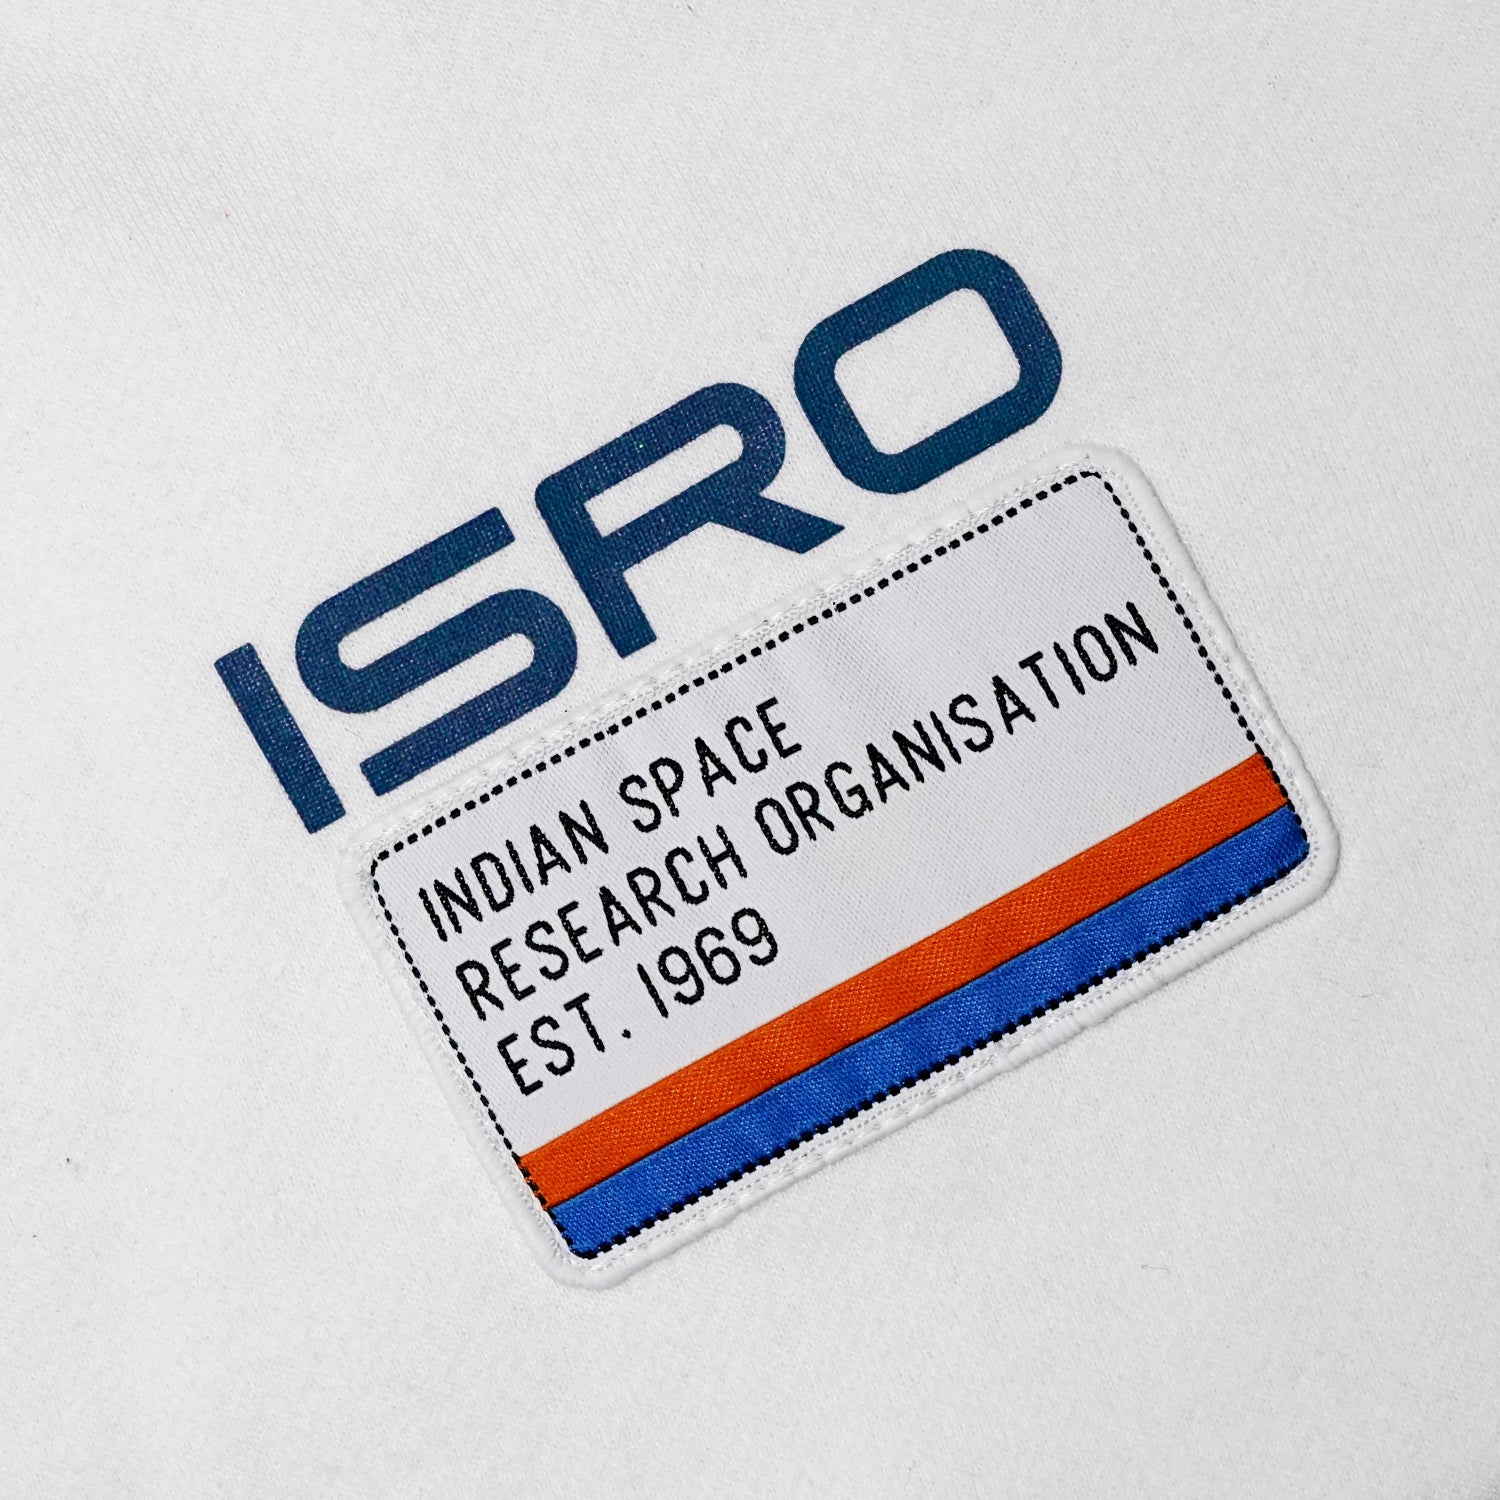 ISRO
INDIAN SPACE
RESEARCH ORGANISATION
EST. 1969